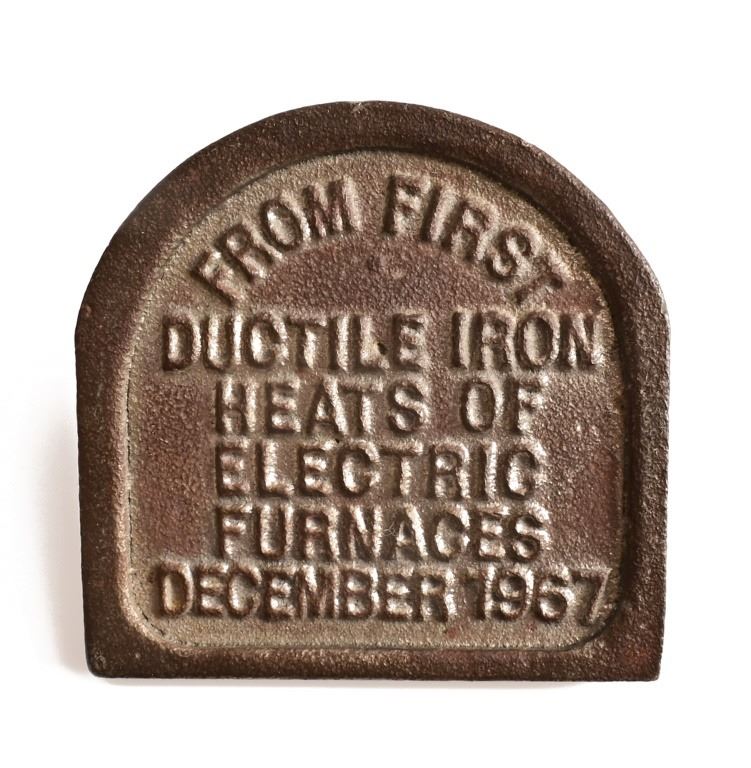 FROM FIRST
DUCTILE IRON
HEATS OF
ELECTRIC
FURNACES
DECEMBER 1967